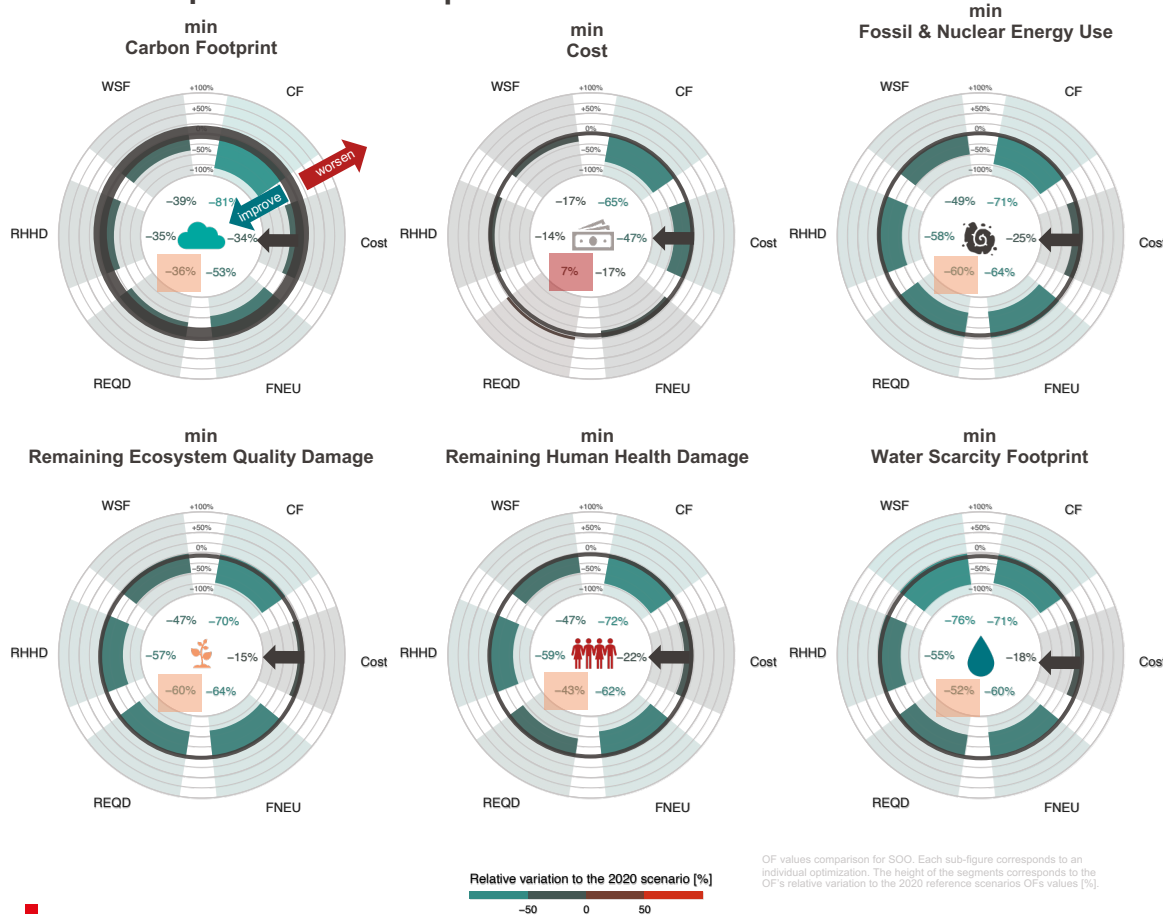 min
Carbon Footprint
WSF
CF
+100%
+50%
0%
−50%
−100%
worsen
improve
−39% −81%
−35% −34%
−36% −53%
RHHD
Cost
REQD
FNEU
min
Cost
WSF
CF
+100%
+50%
0%
−50%
−100%
−17% −65%
−14% −47%
7% −17%
RHHD
Cost
REQD
FNEU
min
Fossil & Nuclear Energy Use
WSF
CF
+100%
+50%
0%
−50%
−100%
−49% −71%
−58% −25%
−60% −64%
RHHD
Cos
REQD
FNEU
min
Remaining Ecosystem Quality Damage
WSF
CF
+100%
+50%
0%
−50%
−100%
−47% −70%
−57% −15%
−60% −64%
RHHD
Cost
REQD
FNEU
min
Remaining Human Health Damage
WSF
CF
+100%
+50%
0%
−50%
−100%
−47% −72%
−59% −22%
−43% −62%
RHHD
Cost
REQD
FNEU
min
Water Scarcity Footprint
WSF
CF
+100%
+50%
0%
−50%
−100%
−76% −71%
−55% −18%
−52% −60%
RHHD
Cos
REQD
FNEU
Relative variation to the 2020 scenario [%]
−50 0 50
OF values comparison for SOO. Each sub-figure corresponds to an
individual optimization. The height of the segments corresponds to the
OF's relative variation to the 2020 reference scenarios OFs values [%].